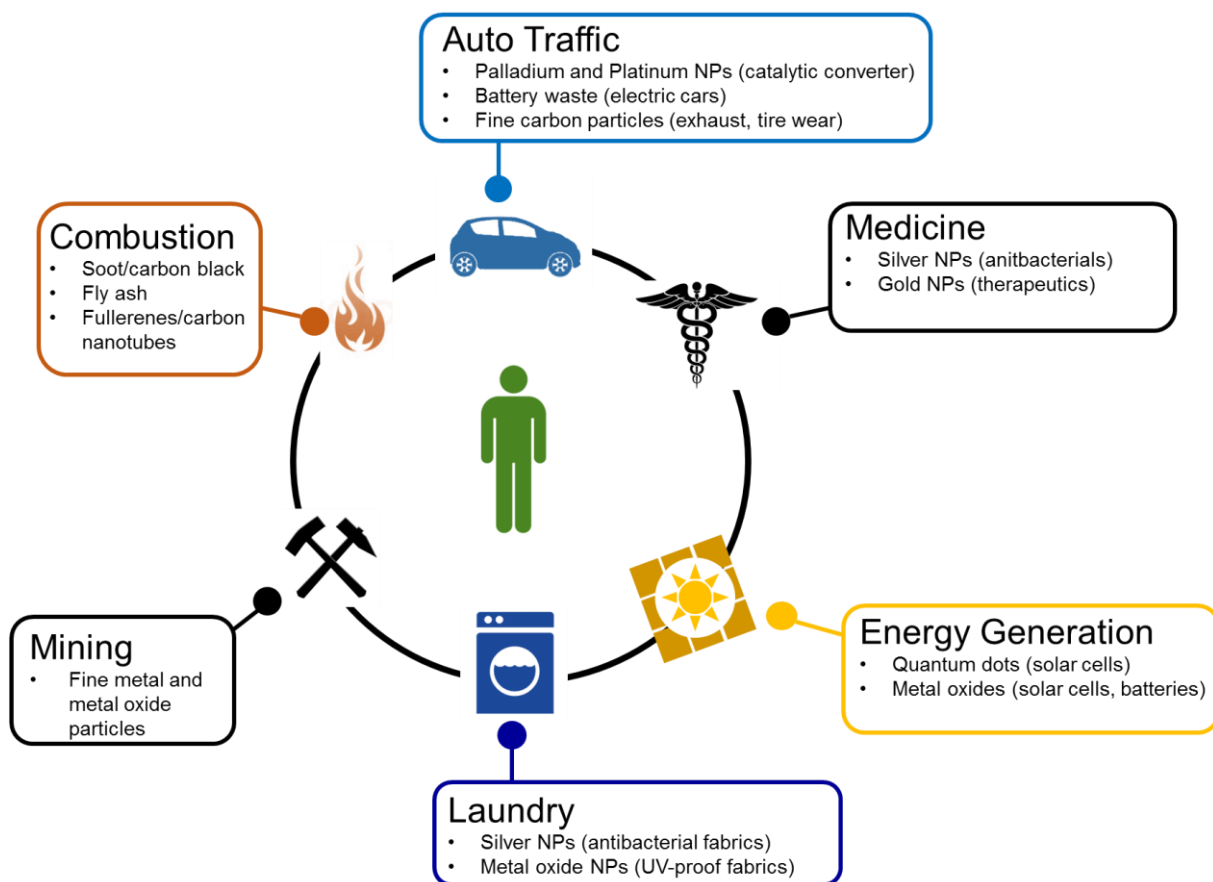 Auto Traffic
• Palladium and Platinum NPs (catalytic converter)
• Battery waste (electric cars)
• Fine carbon particles (exhaust, tire wear)
Combustion
• Soot/carbon black
• Fly ash
• Fullerenes/carbon
nanotubes
Medicine
• Silver NPs (anitbacterials)
• Gold NPs (therapeutics)
Mining
• Fine metal and
metal oxide
particles
Energy Generation
• Quantum dots (solar cells)
• Metal oxides (solar cells, batteries)
Laundry
• Silver NPs (antibacterial fabrics)
• Metal oxide NPs (UV-proof fabrics)